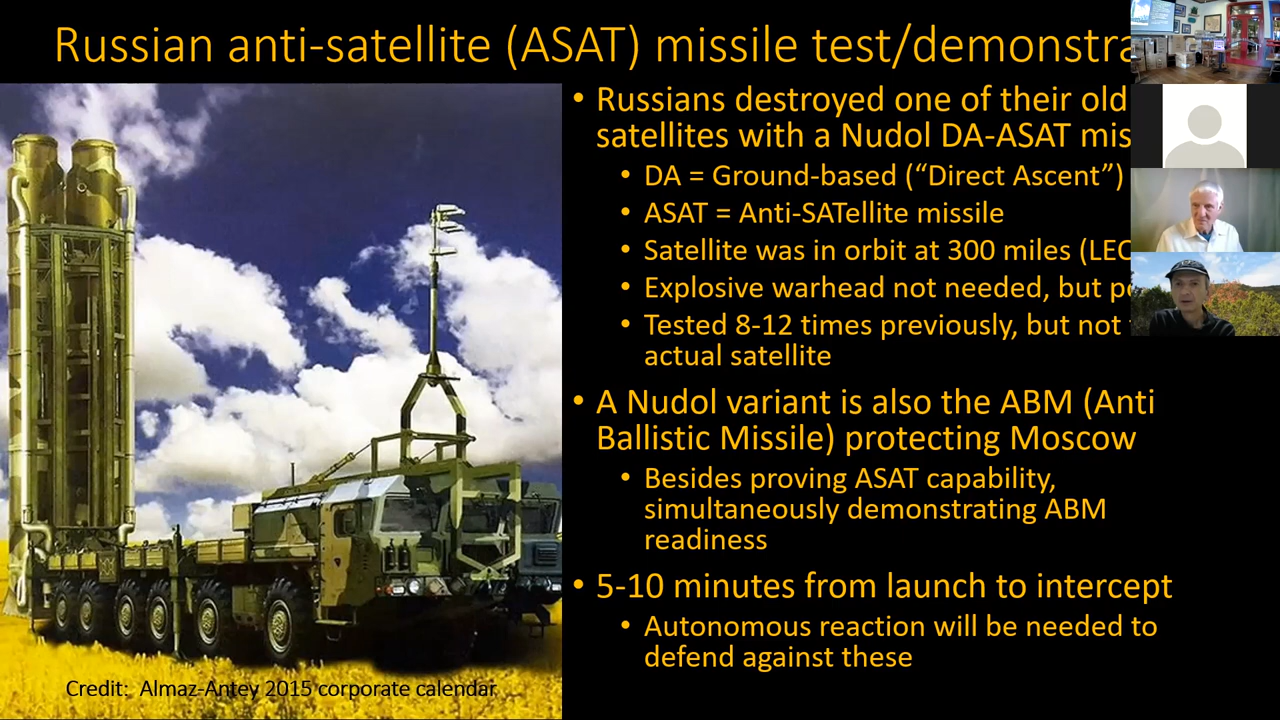 Russian anti-satellite (ASAT) missile
• Russians destroyed one of their old
satellites with a Nudol DA-ASAT
• DA = Ground-based (“Direct Ascent”)
• ASAT = Anti-SATellite missile
• Satellite was in orbit at 300 miles
• Explosive warhead not needed, but
• Tested 8-12 times previously, but not
actual satellite
• A Nudol variant is also the ABM (Anti
Ballistic Missile) protecting Moscow
• Besides proving ASAT capability,
simultaneously demonstrating ABM
readiness
• 5-10 minutes from launch to intercept
• Autonomous reaction will be needed to
defend against these
Credit: Almaz-Antey 2015 corporate calendar